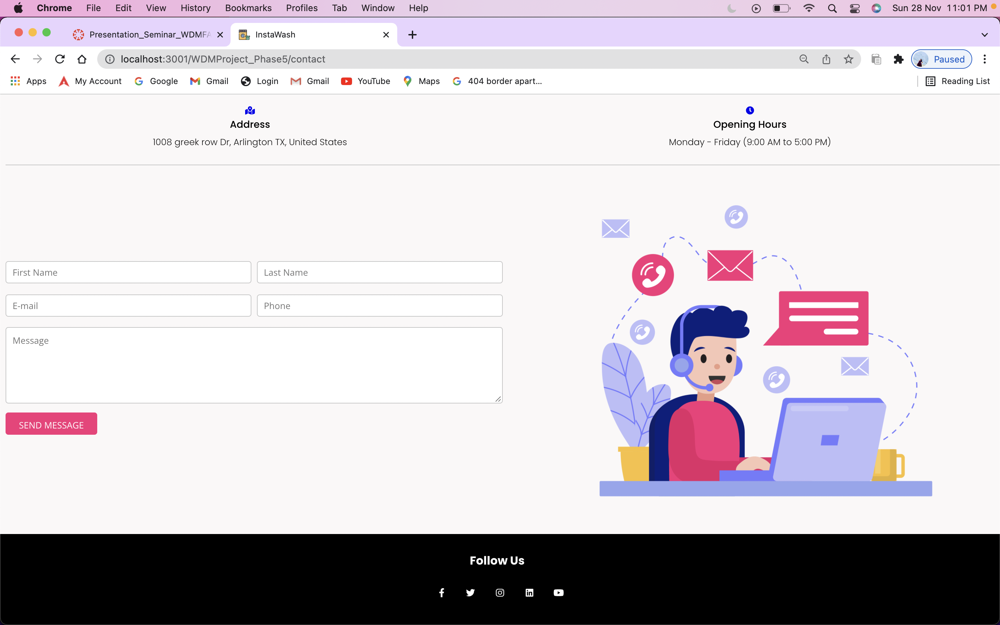 Chrome File Edit View History Bookmarks Profiles Tab Window Help Sun 28 Nov 11:01 PM
Presentation_Seminar_WDMFA InstaWash
localhost:3001/WDMProject_Phase5/contact Paused
Apps My Account Google Gmail Login Gmail YouTube Maps 404 border apart... Reading List
Address
1008 greek row Dr, Arlington TX, United States
Opening Hours
Monday - Friday (9:00 AM to 5:00 PM)
First Name Last Name
E-mail Phone
Message
SEND MESSAGE
Follow Us